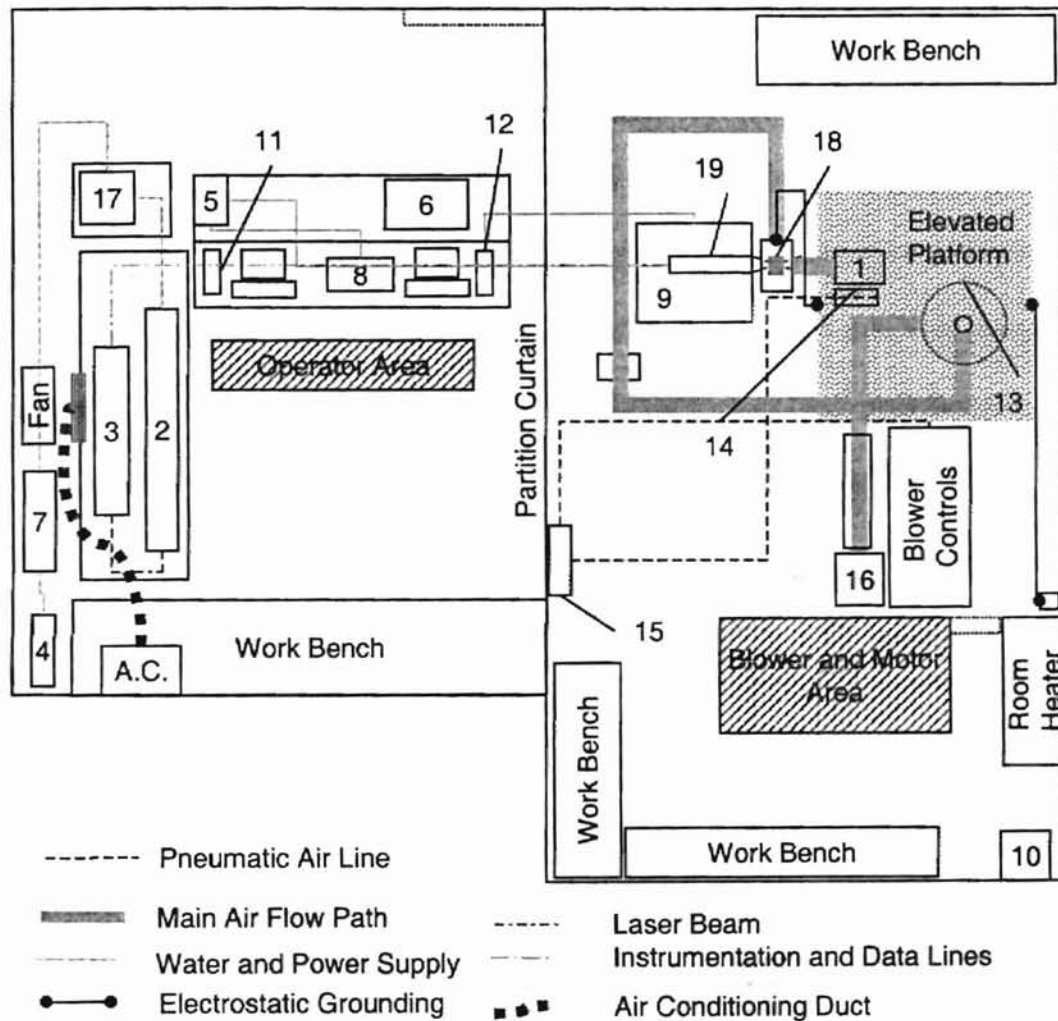 Work Bench
12
11
18
19
17
5
6
Elevated
Platform
1
8
9
Operator Area
Partition Curtain
Fan
3
2
14
13
7
Blower
Controls
16
15
4
Work Bench
A.C.
Blower and Motor
Area
Room
Heater
Work Bench
Work Bench
10
Pneumatic Air Line
Main Air Flow Path
Laser Beam
Water and Power Supply
Instrumentation and Data Lines
Electrostatic Grounding
Air Conditioning Duct